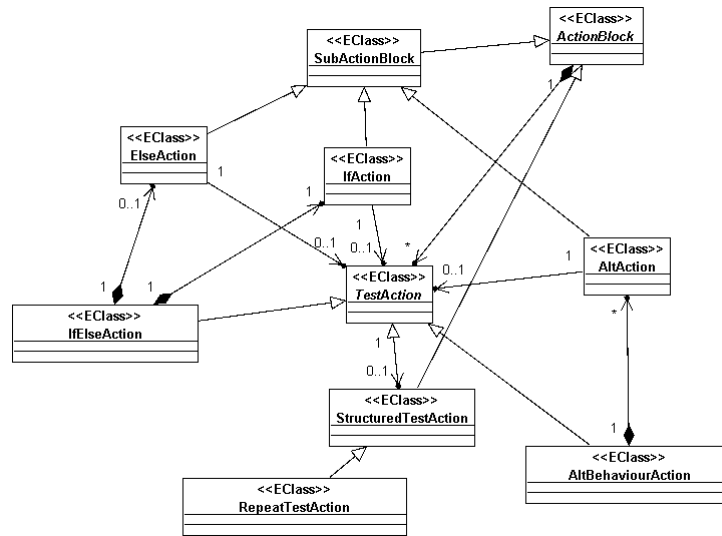 <<EClass>>
SubActionBlock
<<EClass>>
ActionBlock
1
<<EClass>>
ElseAction
1
<<EClass>>
IfAction
0..1
1
1
0..1
0..1
*
<<EClass>>
AltAction
1
0..1
<<EClass>>
TestAction
1
1
<<EClass>>
IfElseAction
*
1
0..1
<<EClass>>
StructuredTestAction
1
<<EClass>>
AltBehaviourAction
<<EClass>>
RepeatTestAction